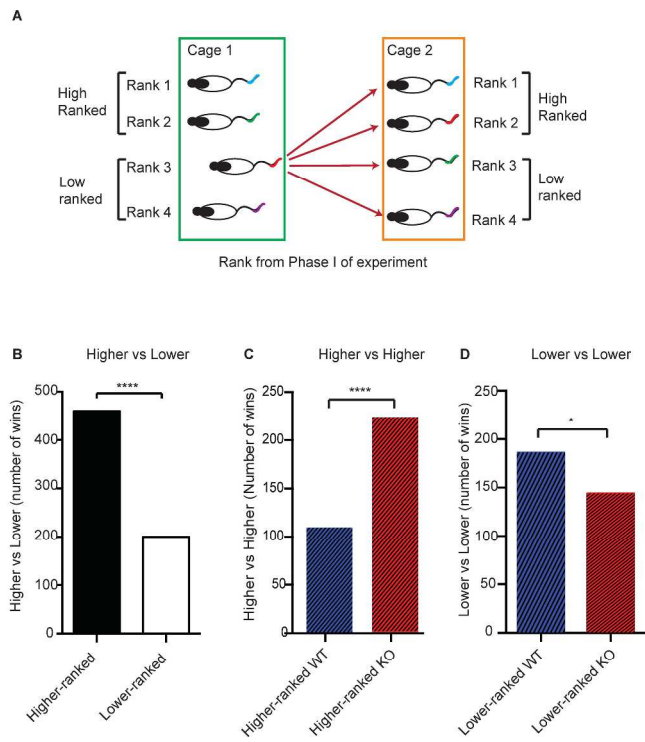 A
Cage 1
Cage 2
High
Ranked
Rank 1
Rank 2
Low
ranked
Rank 3
Rank 4
Rank 1
Rank 2
High
Ranked
Rank 3
Rank 4
Low
ranked
Rank from Phase I of experiment
B
Higher vs Lower
Higher vs Lower (number of wins)
500
400
300
200
200
0
****
Higher-ranked
Lower-ranked
C
Higher vs Higher
Higher vs Higher (Number of wins)
250
200
150
100
50
0
****
Higher-ranked WT
Higher-ranked KO
D
Lower vs Lower
Lower vs Lower (number of wins)
250
200
150
100
50
0
*
Lower-ranked WT
Lower-ranked KO